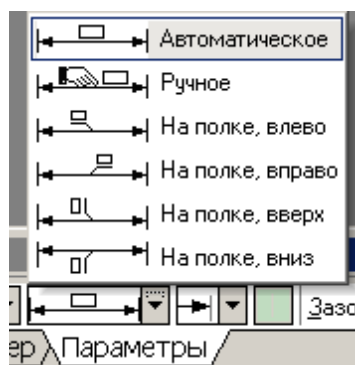 Автоматическое
Ручное
На полке, влево
На полке, вправо
На полке, вверх
На полке, вниз
Зазо
ер Параметры